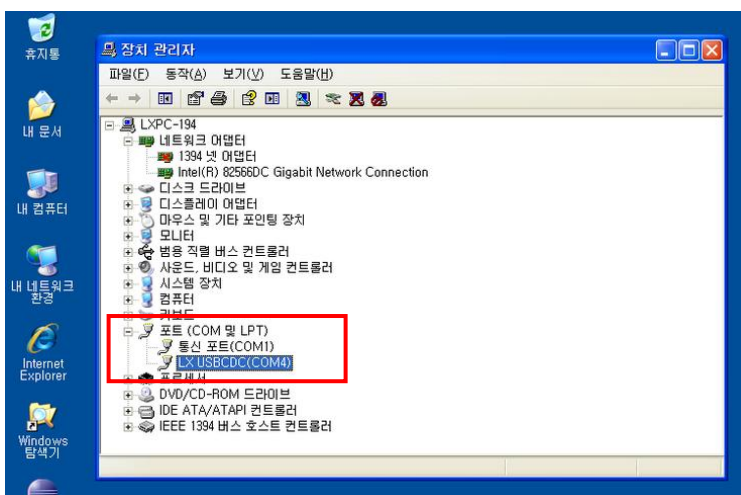 휴지통
내 문서
내 컴퓨터
내 네트워크
환경
Internet
Explorer
Windows
탐색기
장치 관리자
파일(F) 동작(A) 보기(V) 도움말(H)
LXPC-194
네트워크 어댑터
1394 넷 어댑터
Intel(R) 82566DC Gigabit Network Connection
디스크 드라이브
디스플레이 어댑터
마우스 및 기타 포인팅 장치
모니터
범용 직렬 버스 컨트롤러
사운드, 비디오 및 게임 컨트롤러
시스템 장치
컴퓨터
키보드
포트 (COM 및 LPT)
통신 포트(COM1)
LX USBCDC(COM4)
프로세서
DVD/CD-ROM 드라이브
IDE ATA/ATAPI 컨트롤러
IEEE 1394 버스 호스트 컨트롤러